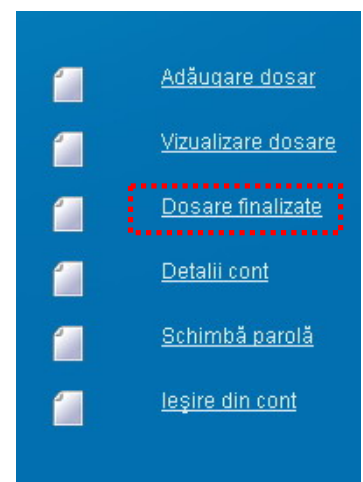 Adăugare dosar
Vizualizare dosare
Dosare finalizate
Detalii cont
Schimbă parolă
Ieşire din cont